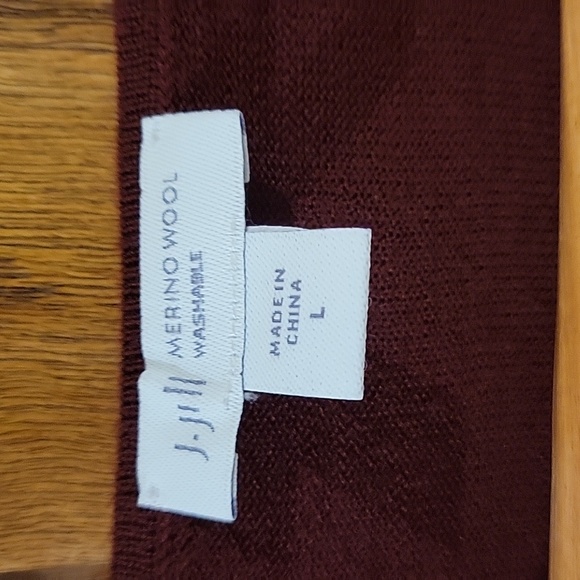 J.Jill
MERINO WOOL
WASHABLE
MADE IN
CHINA
L